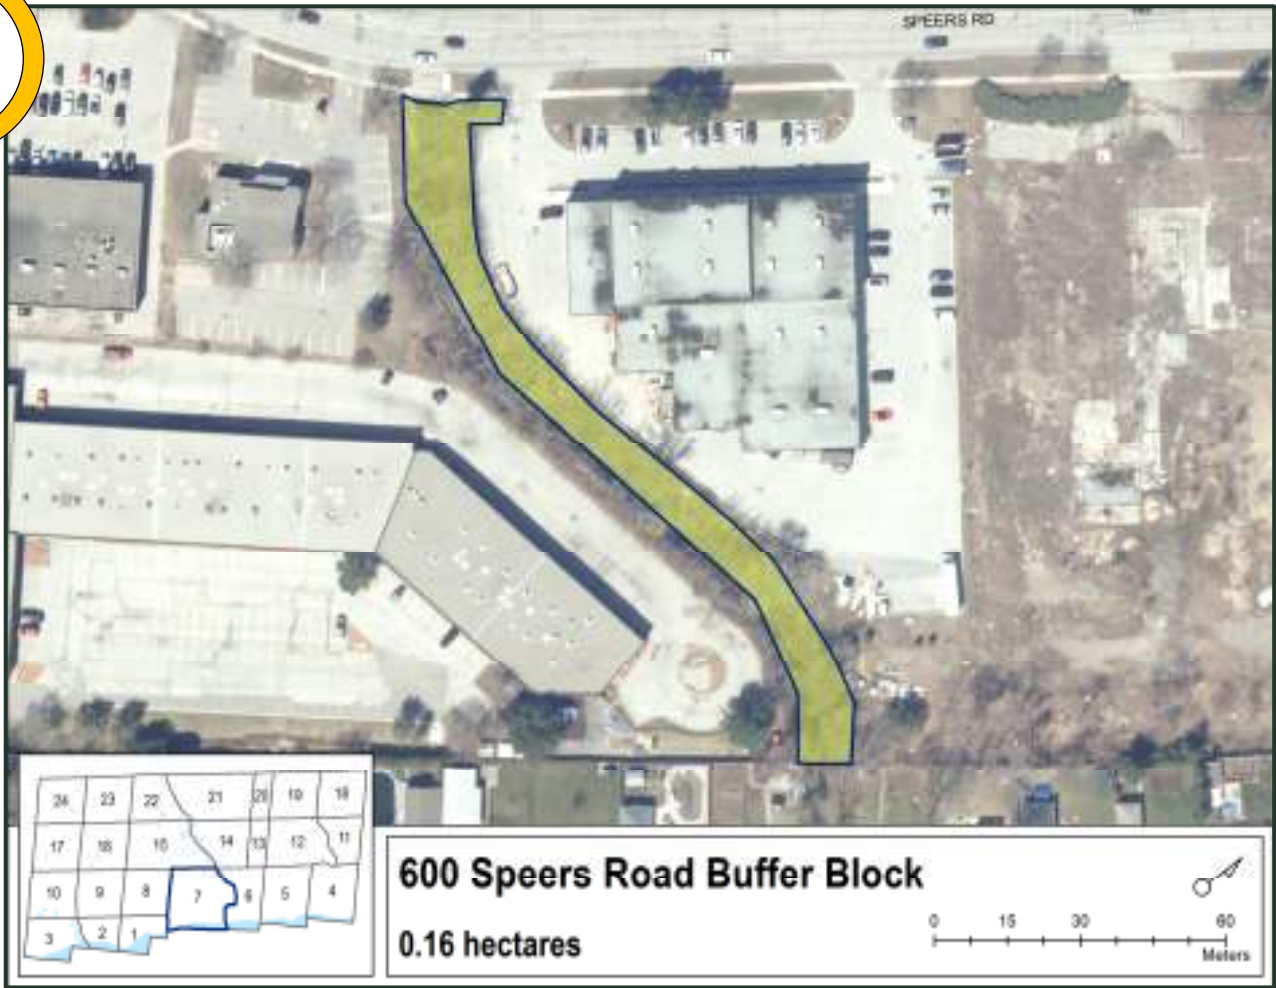 SPEERS RD
24 23 22 21 20 19 18
17 16 15 14 13 12 11
10 9 8 7 6 5 4
3 2 1
600 Speers Road Buffer Block
0.16 hectares
0 15 30 60
Meters